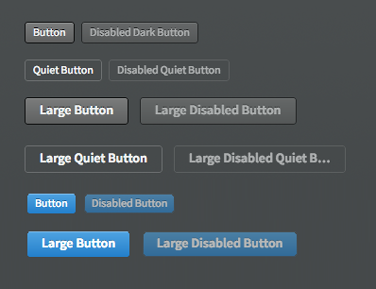 Button Disabled Dark Button
Quiet Button Disabled Quiet Button
Large Button Large Disabled Button
Large Quiet Button Large Disabled Quiet B...
Button Disabled Button
Large Button Large Disabled Button